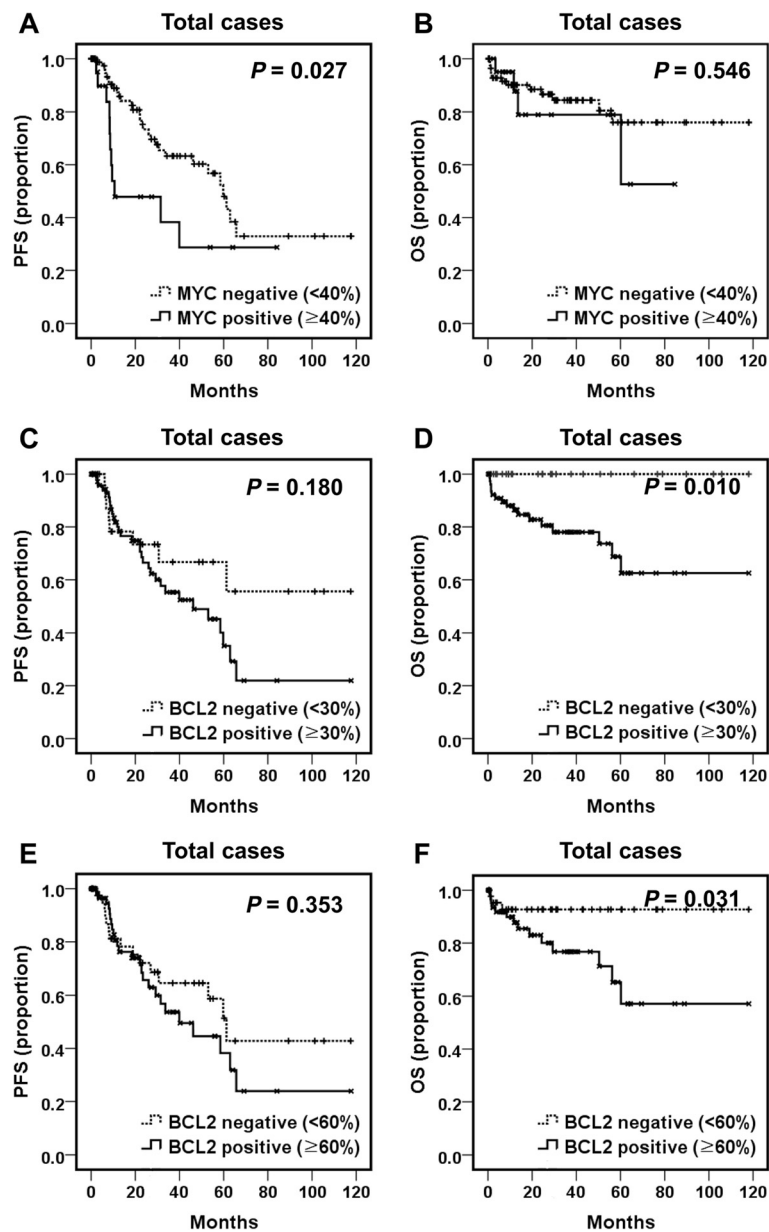 A
Total cases
P = 0.027
PFS (proportion)
1.0
0.8
0.6
0.4
0.2
0.0
MYC negative (<40%)
MYC positive (≥40%)
0 20 40 60 80 100 120
Months
B
Total cases
P = 0.546
OS (proportion)
1.0
0.8
0.6
0.4
0.2
0.0
MYC negative (<40%)
MYC positive (≥40%)
0 20 40 60 80 100 120
Months
C
Total cases
P = 0.180
PFS (proportion)
1.0
0.8
0.6
0.4
0.2
0.0
BCL2 negative (<30%)
BCL2 positive (≥30%)
0 20 40 60 80 100 120
Months
D
Total cases
P = 0.010
OS (proportion)
1.0
0.8
0.6
0.4
0.2
0.0
BCL2 negative (<30%)
BCL2 positive (≥30%)
0 20 40 60 80 100 120
Months
E
Total cases
P = 0.353
PFS (proportion)
1.0
0.8
0.6
0.4
0.2
0.0
BCL2 negative (<60%)
BCL2 positive (≥60%)
0 20 40 60 80 100 120
Months
F
Total cases
P = 0.031
OS (proportion)
1.0
0.8
0.6
0.4
0.2
0.0
BCL2 negative (<60%)
BCL2 positive (≥60%)
0 20 40 60 80 100 120
Months